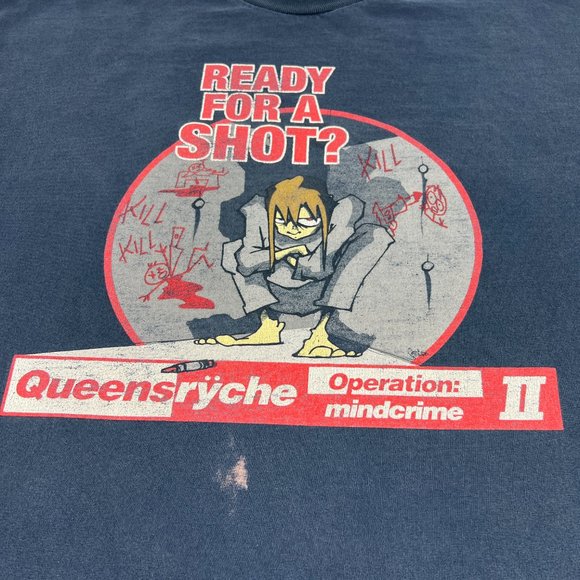 READY
FOR A
SHOT?
KILL
KILL
KILL
Queensrÿche
Operation:
mindcrime
II